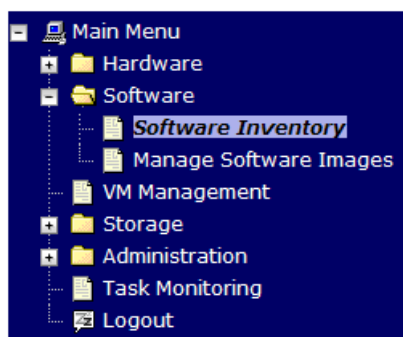 Main Menu
Hardware
Software
Software Inventory
Manage Software Images
VM Management
Storage
Administration
Task Monitoring
Logout